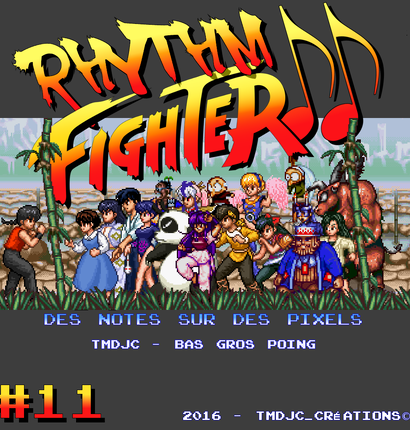 RHYTHM
FIGHTER
DES NOTES SUR DES PIXELS
TMDJC - BAS GROS POING
#11
2016 - TMDJC_CRÉATIONS©